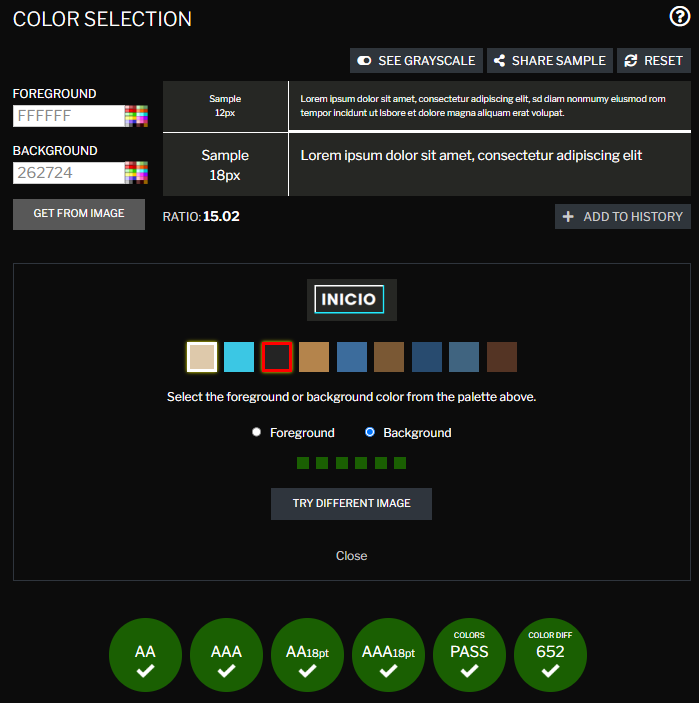 COLOR SELECTION
SEE GRAYSCALE
SHARE SAMPLE
RESET
FOREGROUND
FFFFFF
BACKGROUND
262724
GET FROM IMAGE
Sample
12px
Lorem ipsum dolor sit amet, consectetur adipiscing elit, sd diam nonmumy eiusmod rom
tempor incidunt ut lsbore et dolore magna aliquam erat volupat.
Sample
18px
Lorem ipsum dolor sit amet, consectetur adipiscing elit
RATIO: 15.02
ADD TO HISTORY
INICIO
Select the foreground or background color from the palette above.
Foreground
Background
TRY DIFFERENT IMAGE
Close
AA
AAA
AA18pt
AAA18pt
COLORS
PASS
COLOR DIFF
652